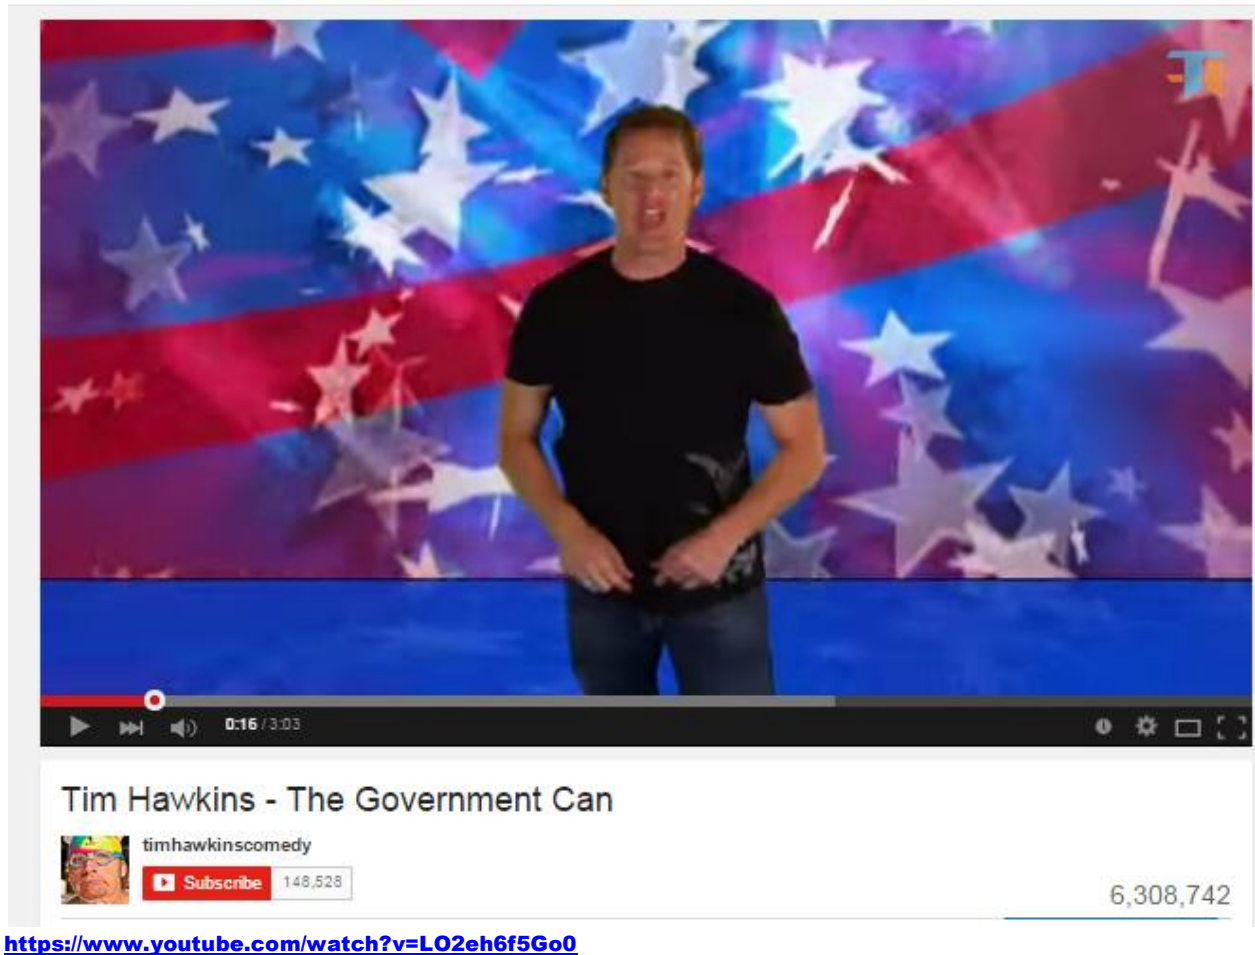 0:16 / 3:03
Tim Hawkins - The Government Can
timhawkinscomedy
Subscribe 148,528
6,308,742
https://www.youtube.com/watch?v=LO2eh6f5Go0